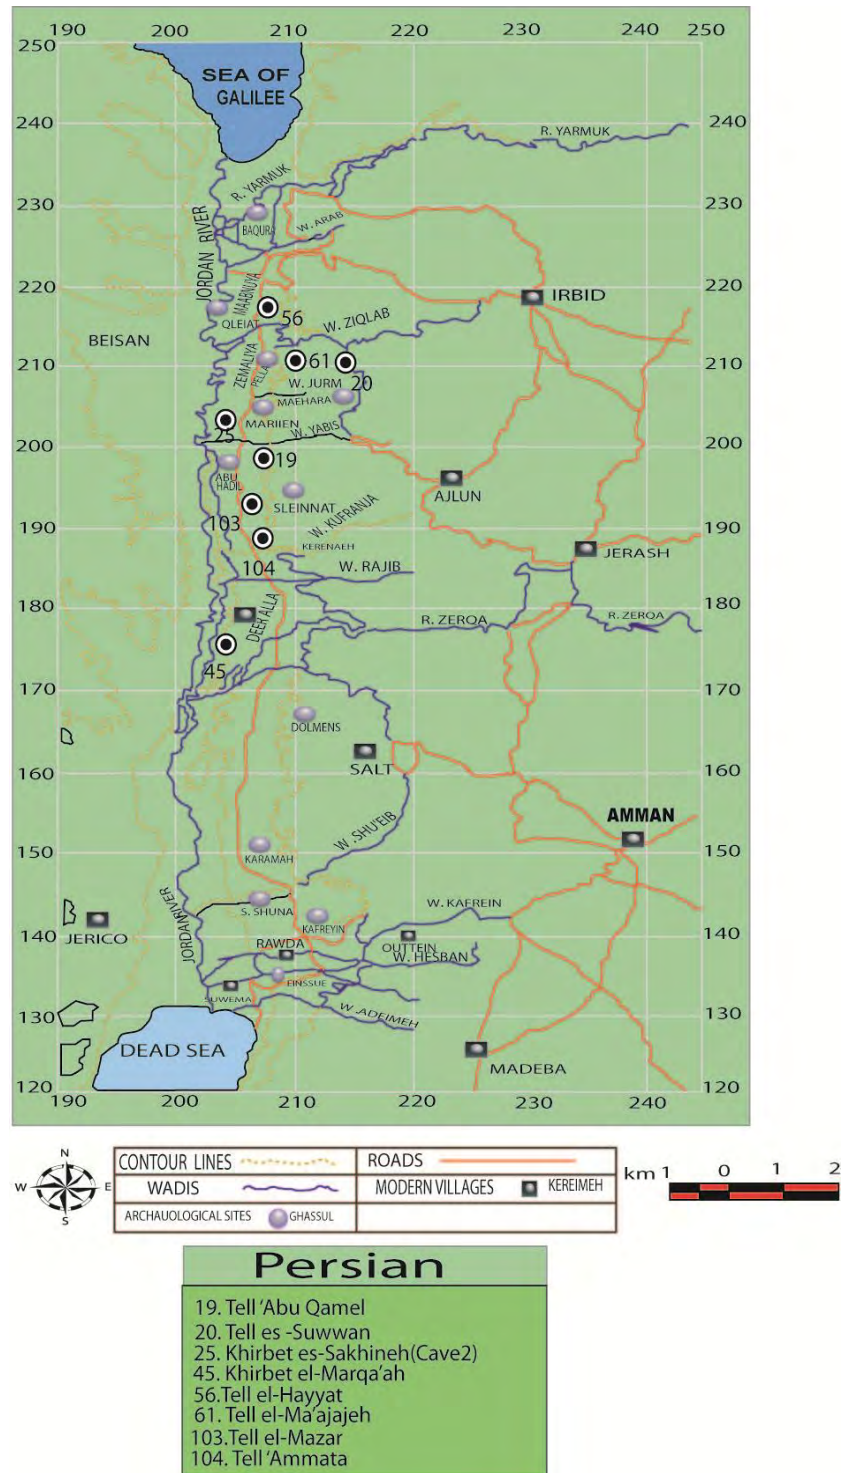 190 200 210 220 230 240 250
250
SEA OF
GALILEE
240 240
R. YARMUK
R. YARMUK
230 230
BAQURA
W. ARAB
JORDAN RIVER
220 220
MAABNUYA
IRBID
QLEIAT
56
W. ZIQLAB
BEISAN
210 210
ZEMALIYA
PELLA
61
W. JURM
20
MAEHARA
MARIIEN
25
W. YABIS
200 200
19
ABU
HADIL
AJLUN
SLEINNAT
W. KUFRANJA
103
190 190
KERENAEH
JERASH
104
W. RAJIB
180 180
DEER ALLA
R. ZERQA
R. ZERQA
45
170 170
DOLMENS
SALT
160 160
AMMAN
W. SHU'EIB
150 150
KARAMAH
JORDANRIVER
W. KAFREIN
S. SHUNA
KAFREYIN
JERICO
140 140
RAWDA
OUTTEIN
W. HESBAN
EINSSUE
SUWEMA
W .ADEIMEH
130 130
DEAD SEA
MADEBA
120 120
190 200 210 220 230 240
N
W E
S
CONTOUR LINES ROADS
WADIS MODERN VILLAGES KEREIMEH
ARCHAUOLOGICAL SITES GHASSUL
km 1 0 1 2
Persian
19. Tell 'Abu Qamel
20. Tell es -Suwwan
25. Khirbet es-Sakhineh(Cave2)
45. Khirbet el-Marqa'ah
56.Tell el-Hayyat
61. Tell el-Ma'ajajeh
103.Tell el-Mazar
104. Tell 'Ammata